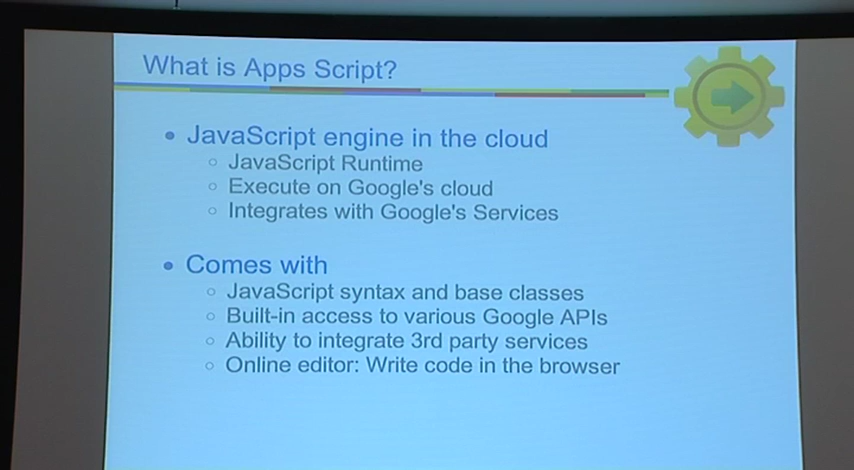 What is Apps Script?
• JavaScript engine in the cloud
○ JavaScript Runtime
○ Execute on Google's cloud
○ Integrates with Google's Services
• Comes with
○ JavaScript syntax and base classes
○ Built-in access to various Google APIs
○ Ability to integrate 3rd party services
○ Online editor: Write code in the browser